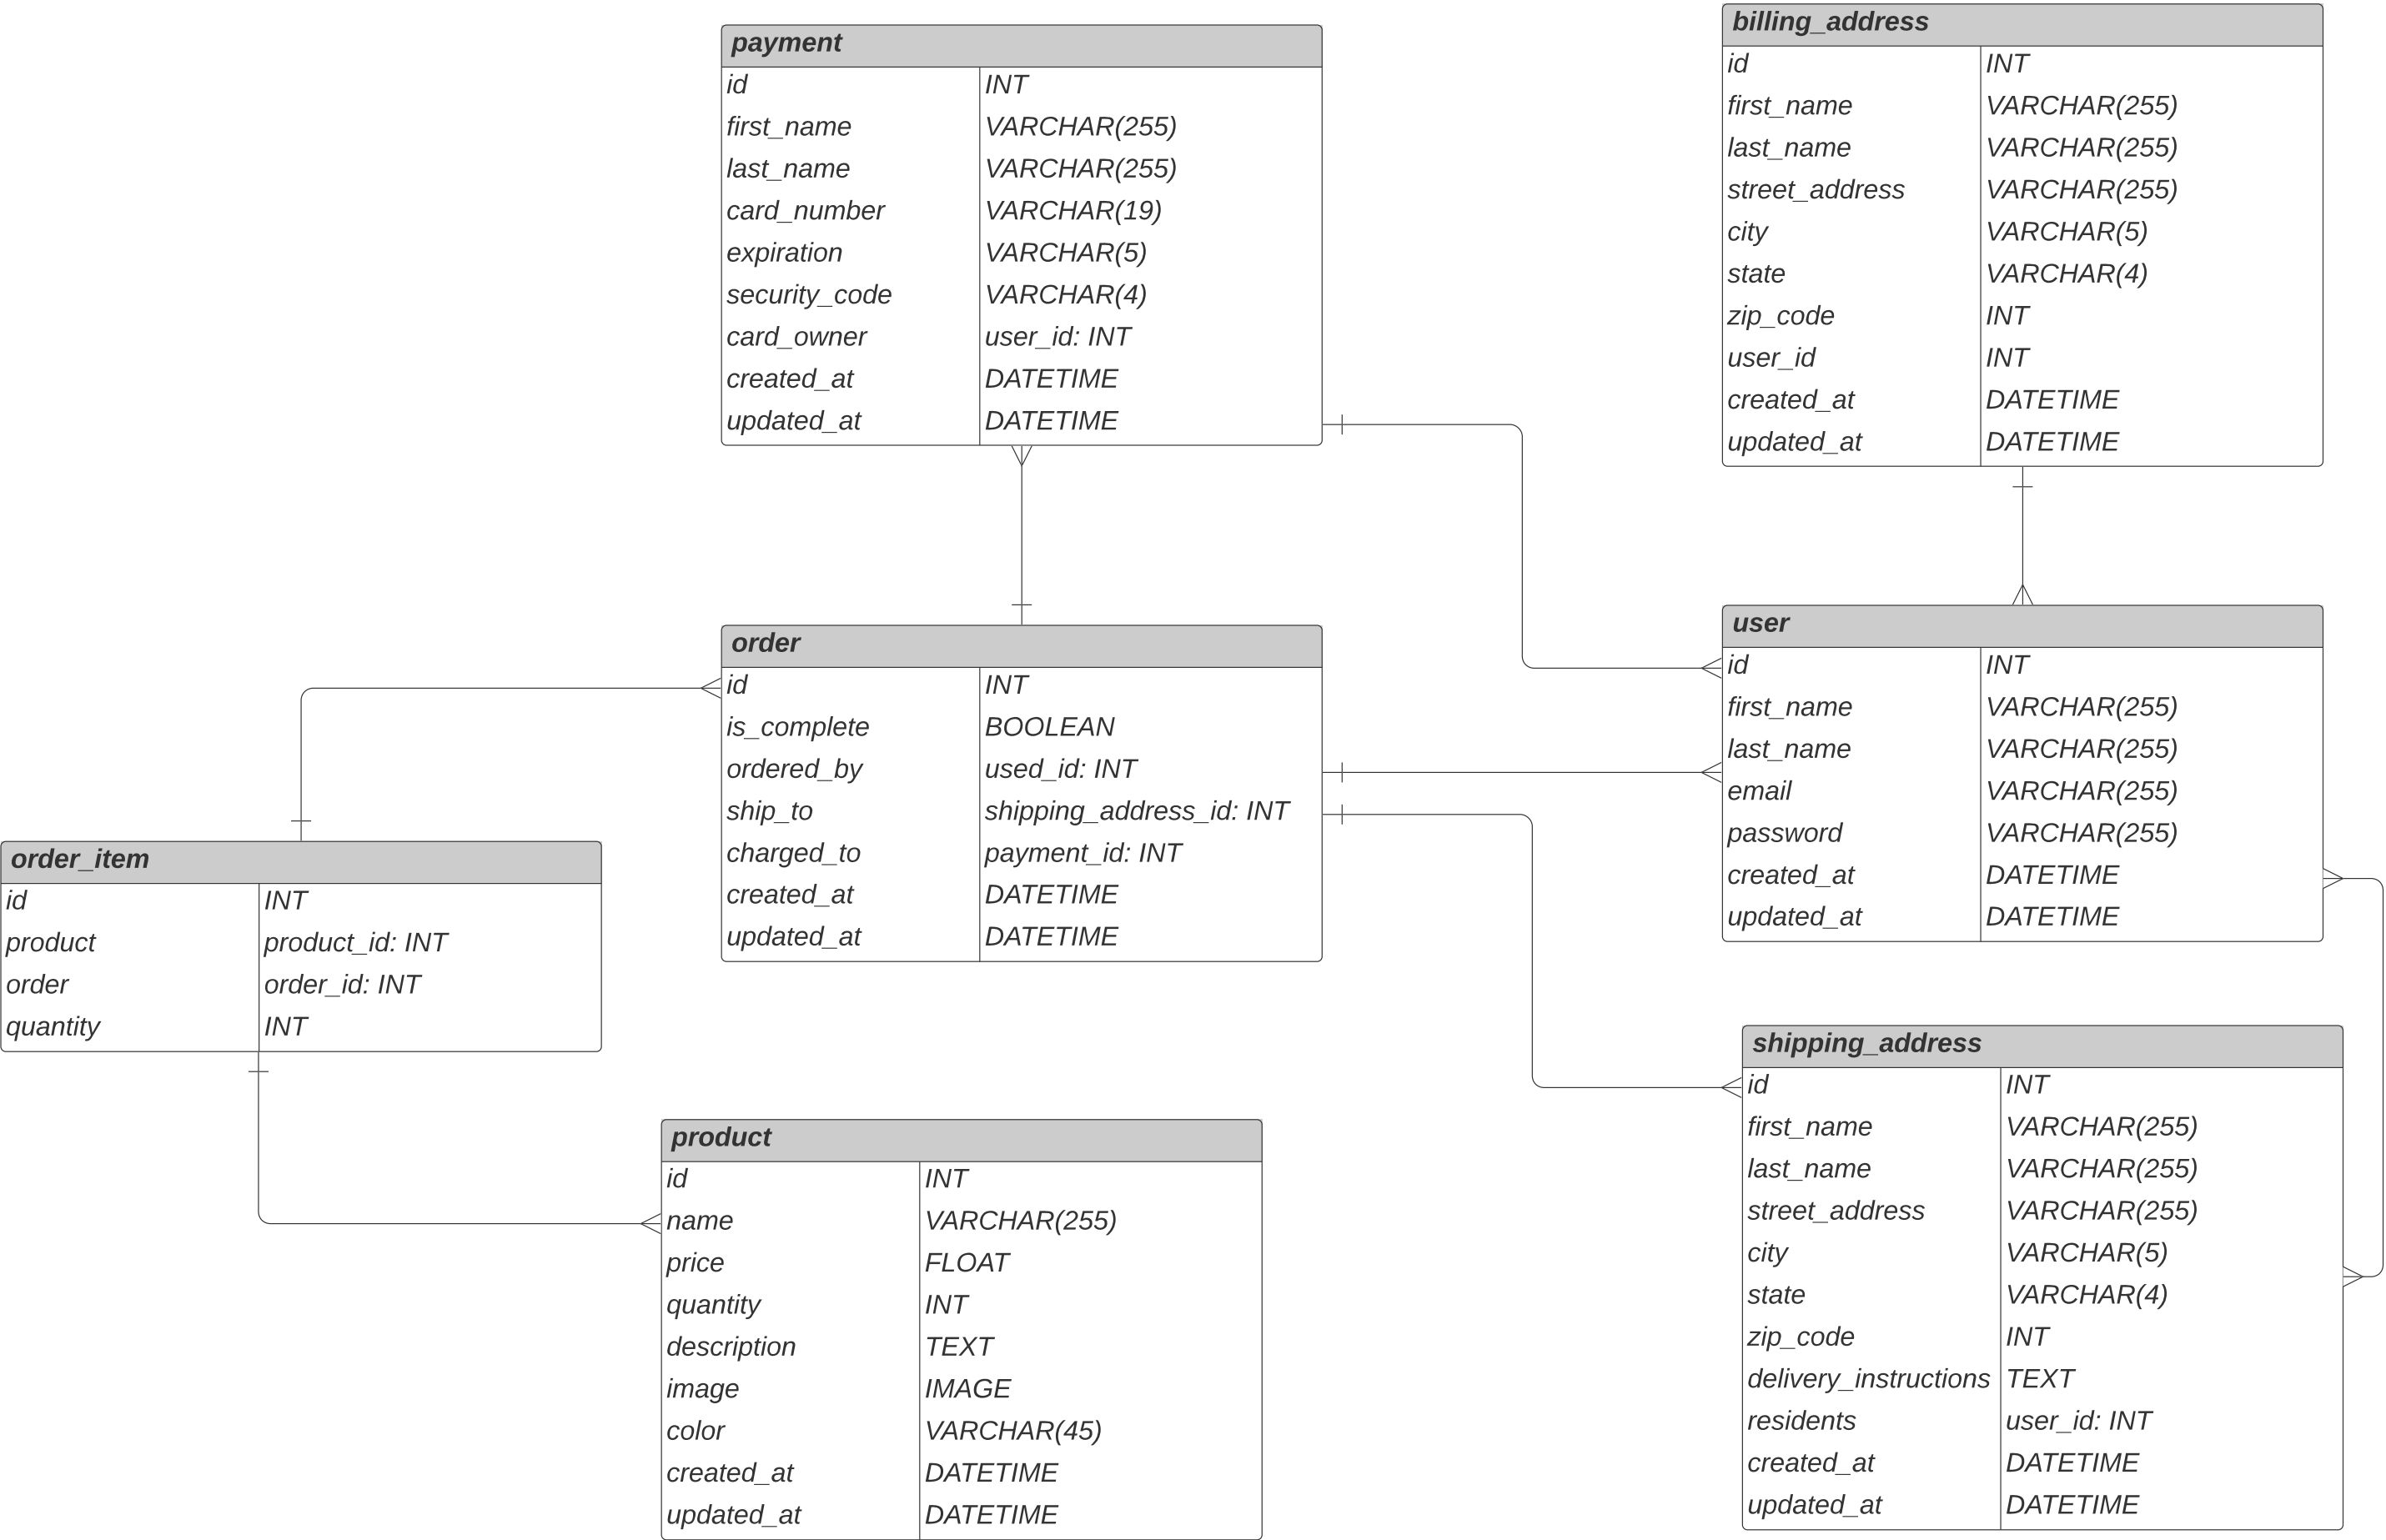 payment
id INT
first_name VARCHAR(255)
last_name VARCHAR(255)
card_number VARCHAR(19)
expiration VARCHAR(5)
security_code VARCHAR(4)
card_owner user_id: INT
created_at DATETIME
updated_at DATETIME
billing_address
id INT
first_name VARCHAR(255)
last_name VARCHAR(255)
street_address VARCHAR(255)
city VARCHAR(5)
state VARCHAR(4)
zip_code INT
user_id INT
created_at DATETIME
updated_at DATETIME
order
id INT
is_complete BOOLEAN
ordered_by used_id: INT
ship_to shipping_address_id: INT
charged_to payment_id: INT
created_at DATETIME
updated_at DATETIME
user
id INT
first_name VARCHAR(255)
last_name VARCHAR(255)
email VARCHAR(255)
password VARCHAR(255)
created_at DATETIME
updated_at DATETIME
order_item
id INT
product product_id: INT
order order_id: INT
quantity INT
product
id INT
name VARCHAR(255)
price FLOAT
quantity INT
description TEXT
image IMAGE
color VARCHAR(45)
created_at DATETIME
updated_at DATETIME
shipping_address
id INT
first_name VARCHAR(255)
last_name VARCHAR(255)
street_address VARCHAR(255)
city VARCHAR(5)
state VARCHAR(4)
zip_code INT
delivery_instructions TEXT
residents user_id: INT
created_at DATETIME
updated_at DATETIME